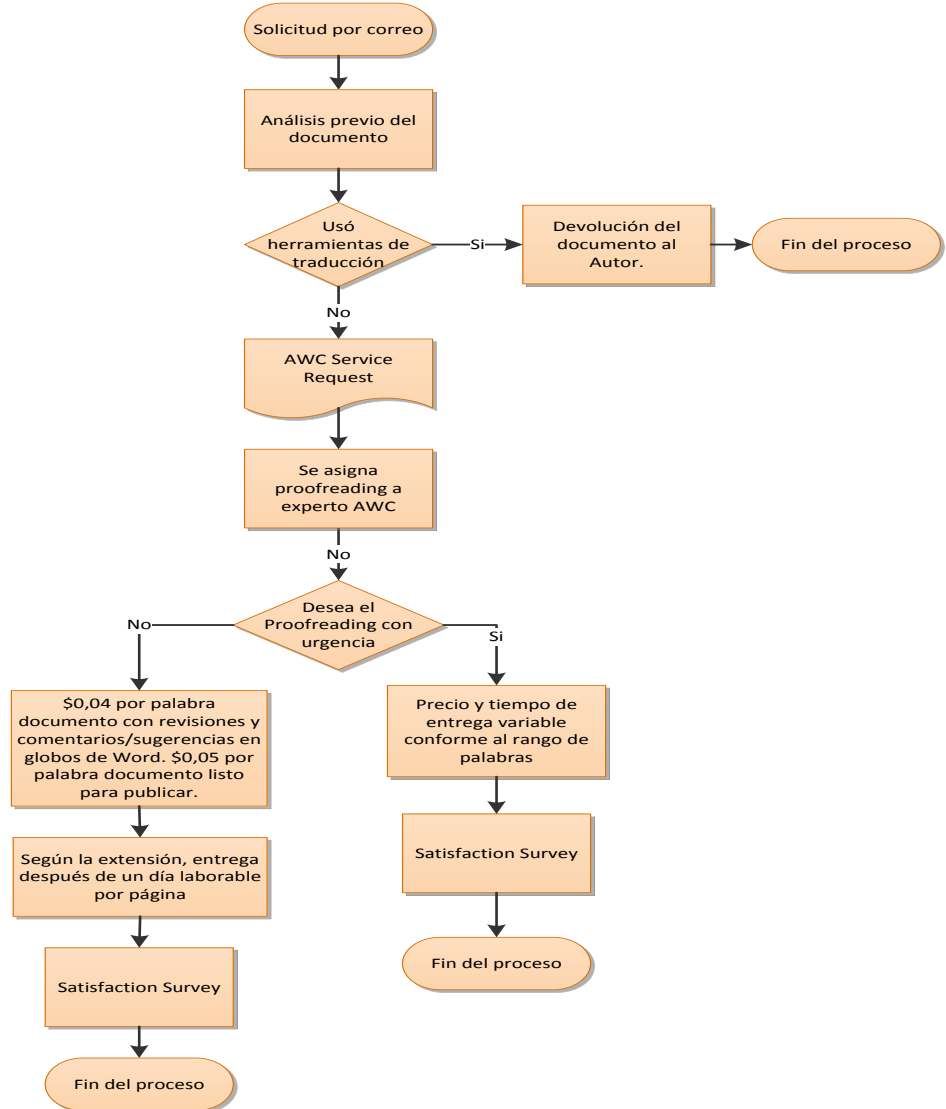 Solicitud por correo
Análisis previo del
documento
Usó
herramientas de
traducción
Si
Devolución del
documento al
Autor.
Fin del proceso
No
AWC Service
Request
Se asigna
proofreading a
experto AWC
No
Desea el
Proofreading con
urgencia
No
Si
$0,04 por palabra
documento con revisiones y
comentarios/sugerencias en
globos de Word. $0,05 por
palabra documento listo
para publicar.
Precio y tiempo de
entrega variable
conforme al rango de
palabras
Según la extensión, entrega
después de un día laborable
por página
Satisfaction Survey
Satisfaction Survey
Fin del proceso
Fin del proceso